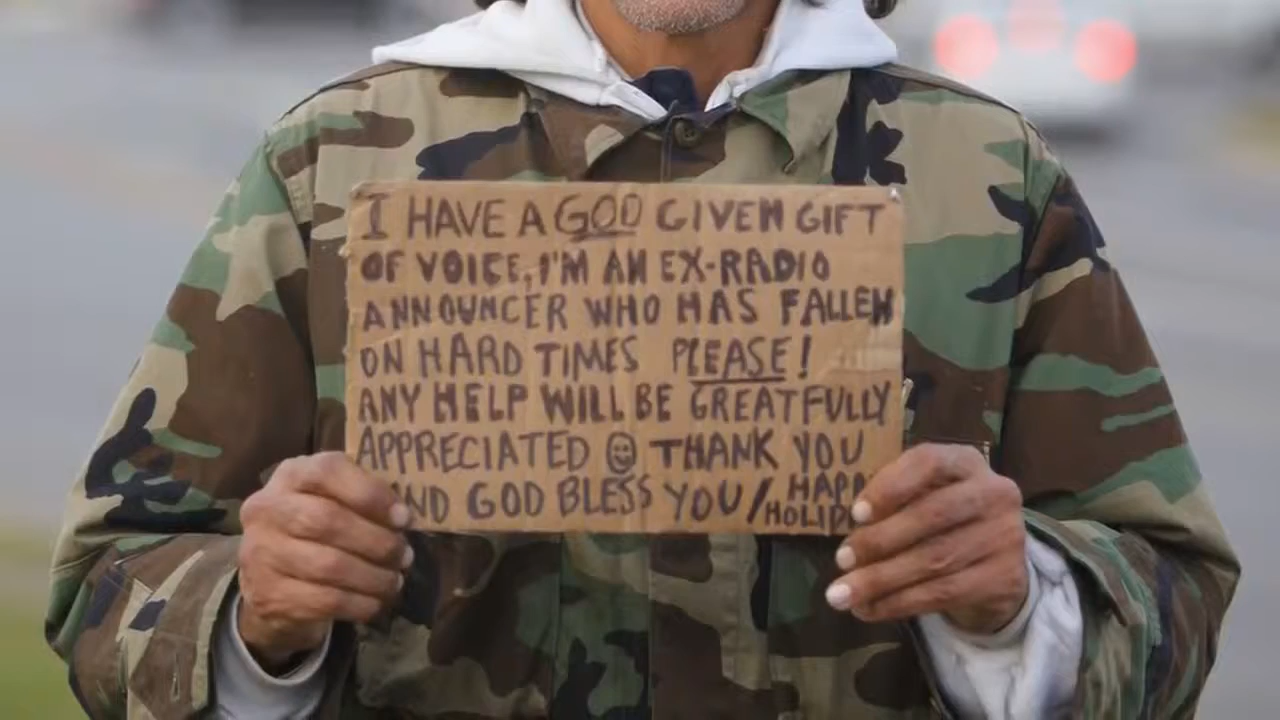 I HAVE A GOD GIVEN GIFT
OF VOICE, I'M AN EX-RADIO
ANNOUNCER WHO HAS FALLEN
ON HARD TIMES PLEASE!
ANY HELP WILL BE GREATFULLY
APPRECIATED ☺ THANK YOU
GOD BLESS YOU/